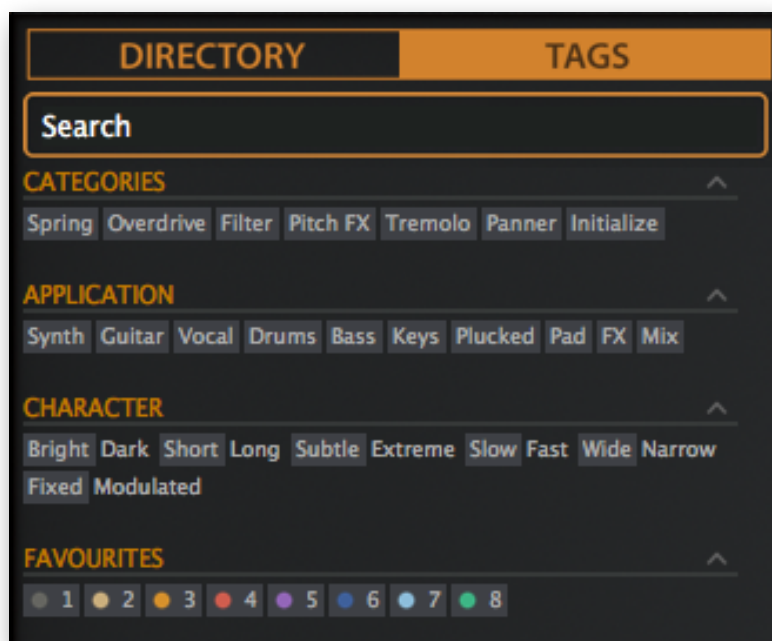 DIRECTORY TAGS
Search
CATEGORIES
Spring Overdrive Filter Pitch FX Tremolo Panner Initialize
APPLICATION
Synth Guitar Vocal Drums Bass Keys Plucked Pad FX Mix
CHARACTER
Bright Dark Short Long Subtle Extreme Slow Fast Wide Narrow
Fixed Modulated
FAVOURITES
1 2 3 4 5 6 7 8